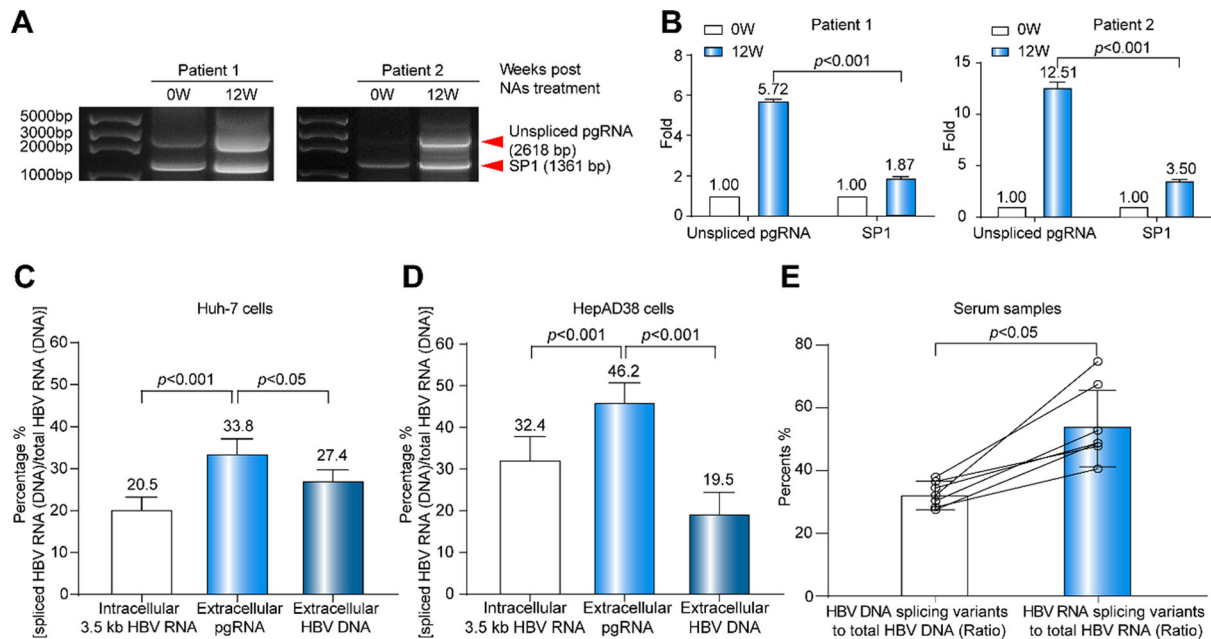 A
Patient 1
Patient 2
Weeks post
NAs treatment
0W
12W
0W
12W
5000bp
3000bp
2000bp
1000bp
Unspliced pgRNA
(2618 bp)
SP1 (1361 bp)
B
0W
12W
Patient 1
p<0.001
Fold
8
6
4
2
0
1.00
5.72
1.00
1.87
Unspliced pgRNA
SP1
0W
12W
Patient 2
p<0.001
Fold
15
10
5
0
1.00
12.51
1.00
3.50
Unspliced pgRNA
SP1
C
Huh-7 cells
Percentage %
[spliced HBV RNA (DNA)/total HBV RNA (DNA)]
60
50
40
30
20
10
0
p<0.001
p<0.05
20.5
33.8
27.4
Intracellular
3.5 kb HBV RNA
Extracellular
pgRNA
Extracellular
HBV DNA
D
HepAD38 cells
Percentage %
[spliced HBV RNA (DNA)/total HBV RNA (DNA)]
60
50
40
30
20
10
0
p<0.001
p<0.001
32.4
46.2
19.5
Intracellular
3.5 kb HBV RNA
Extracellular
pgRNA
Extracellular
HBV DNA
E
Serum samples
p<0.05
Percents %
80
60
40
20
0
HBV DNA splicing variants
to total HBV DNA (Ratio)
HBV RNA splicing variants
to total HBV RNA (Ratio)